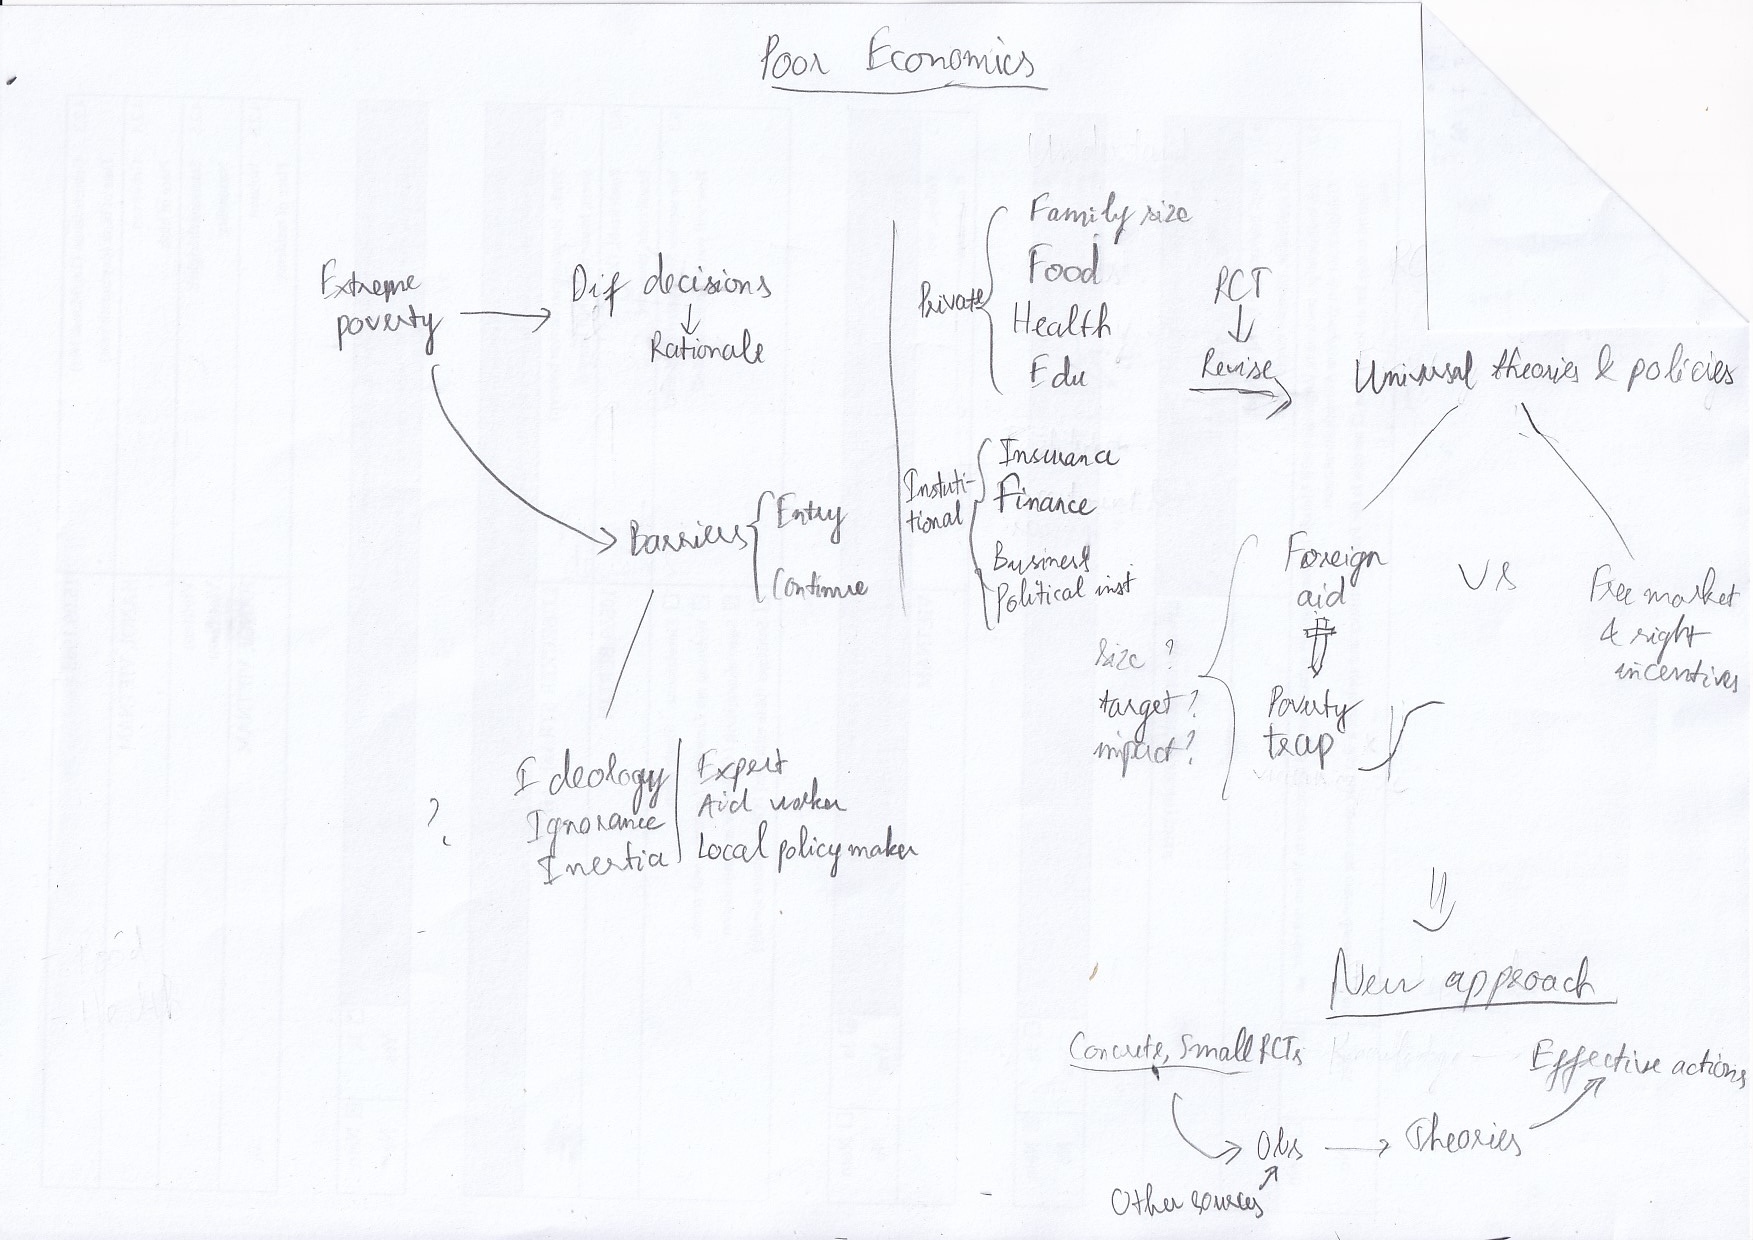 Poor Economics
Extreme
poverty
Dif decisions
Rationale
Barriers
Entry
Continue
Ideology
Ignorance
Inertia
Expert
Aid worker
Local policy maker
?
Private
Family size
Food
Health
Edu
Instuti-
tional
Insurance
Finance
Business
Political inst
RCT
Revise
Universal theories & policies
Foreign
aid
Poverty
trap
size ?
target?
impact?
VS
Free market
& right
incentives
New approach
Concrete, Small RCTs
Obs
Other sources
Theories
Effective actions